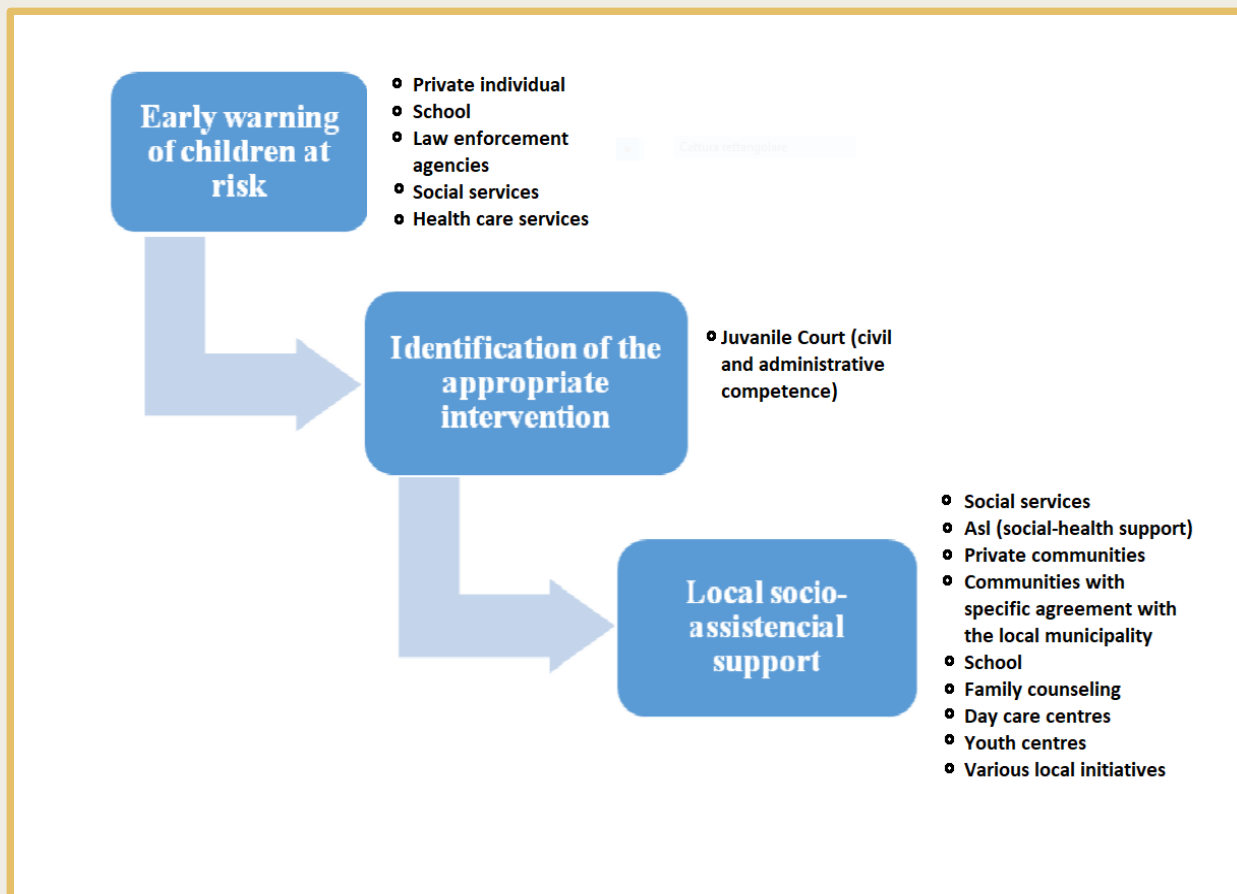 Early warning
of children at
risk
Private individual
School
Law enforcement
agencies
Social services
Health care services
Cattura rettangolare
Identification of the
appropriate
intervention
Juvenile Court (civil
and administrative
competence)
Local socio-
assistencial
support
Social services
Asl (social-health support)
Private communities
Communities with
specific agreement with
the local municipality
School
Family counseling
Day care centres
Youth centres
Various local initiatives